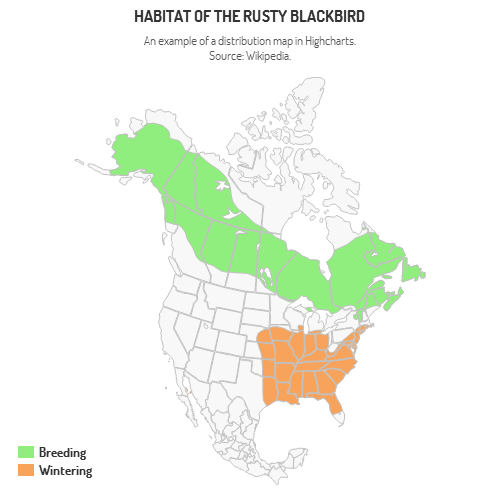 HABITAT OF THE RUSTY BLACKBIRD
An example of a distribution map in Highcharts.
Source: Wikipedia.
Breeding
Wintering